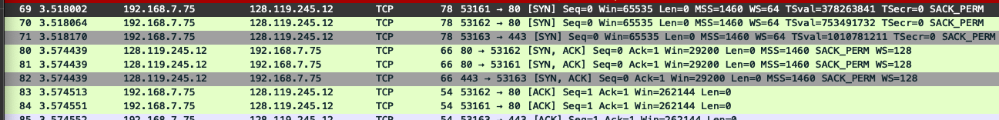 69 3.518002 192.168.7.75 128.119.245.12 TCP 78 53161 → 80 [SYN] Seq=0 Win=65535 Len=0 MSS=1460 WS=64 TSval=378263841 TSecr=0 SACK_PERM
70 3.518064 192.168.7.75 128.119.245.12 TCP 78 53162 → 80 [SYN] Seq=0 Win=65535 Len=0 MSS=1460 WS=64 TSval=753491732 TSecr=0 SACK_PERM
71 3.518170 192.168.7.75 128.119.245.12 TCP 78 53163 → 443 [SYN] Seq=0 Win=65535 Len=0 MSS=1460 WS=64 TSval=1010781211 TSecr=0 SACK_PERM
80 3.574439 128.119.245.12 192.168.7.75 TCP 66 80 → 53162 [SYN, ACK] Seq=0 Ack=1 Win=29200 Len=0 MSS=1460 SACK_PERM WS=128
81 3.574439 128.119.245.12 192.168.7.75 TCP 66 80 → 53161 [SYN, ACK] Seq=0 Ack=1 Win=29200 Len=0 MSS=1460 SACK_PERM WS=128
82 3.574439 128.119.245.12 192.168.7.75 TCP 66 443 → 53163 [SYN, ACK] Seq=0 Ack=1 Win=29200 Len=0 MSS=1460 SACK_PERM WS=128
83 3.574513 192.168.7.75 128.119.245.12 TCP 54 53162 → 80 [ACK] Seq=1 Ack=1 Win=262144 Len=0
84 3.574551 192.168.7.75 128.119.245.12 TCP 54 53161 → 80 [ACK] Seq=1 Ack=1 Win=262144 Len=0
85 3.574552 192.168.7.75 128.119.245.12 TCP 54 53163 → 443 [ACK] Seq=1 Ack=1 Win=262144 Len=0